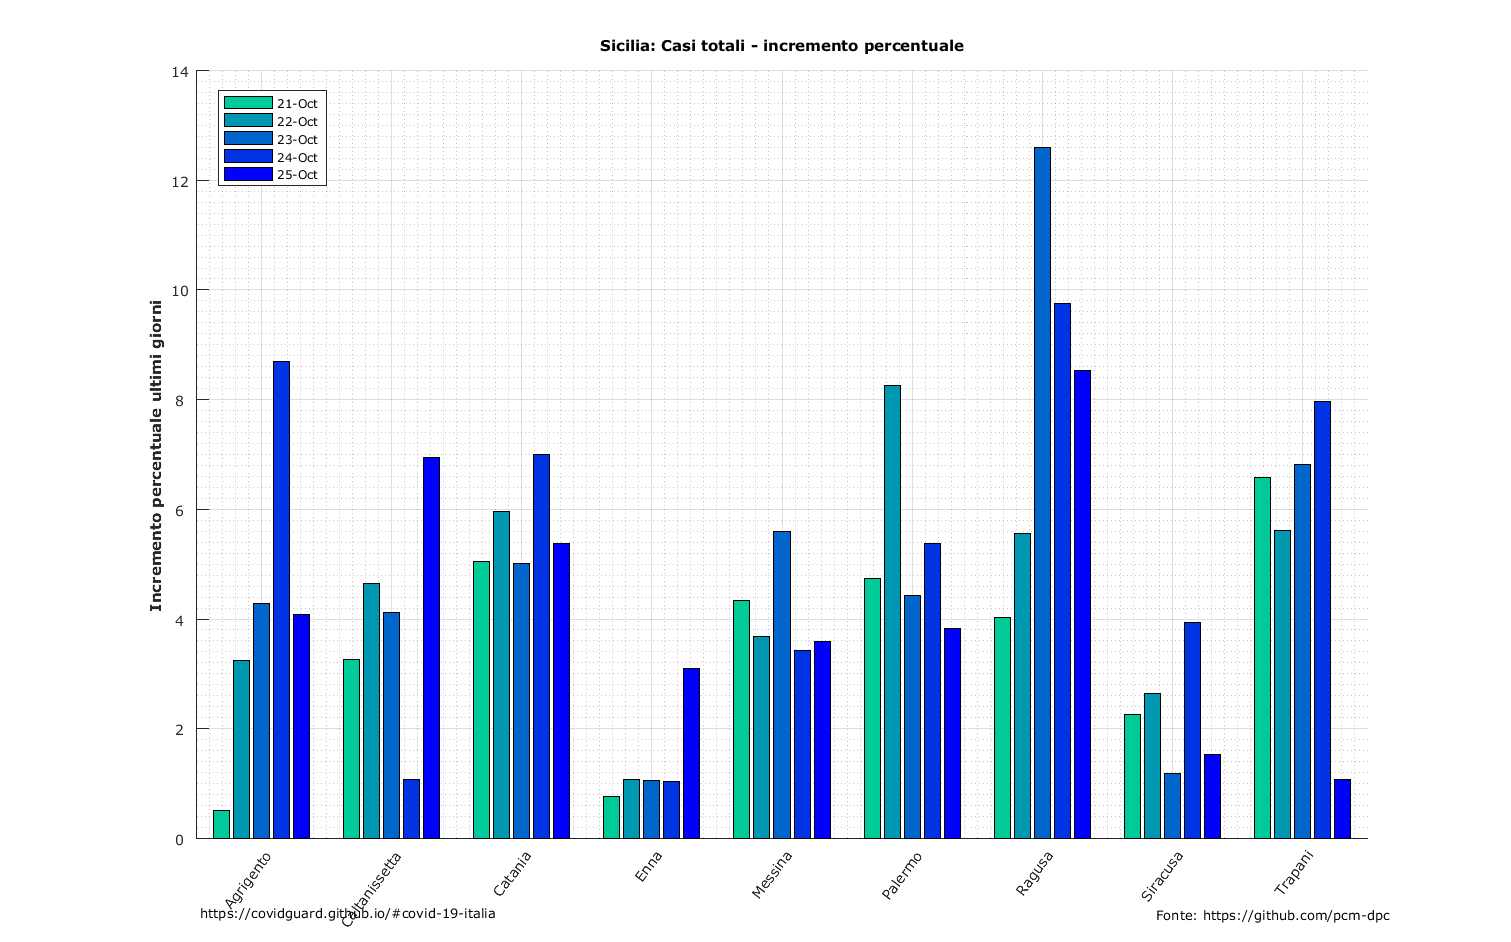 Sicilia: Casi totali - incremento percentuale
14
12
10
8
6
4
2
0
Incremento percentuale ultimi giorni
21-Oct
22-Oct
23-Oct
24-Oct
25-Oct
Agrigento
Caltanissetta
Catania
Enna
Messina
Palermo
Ragusa
Siracusa
Trapani
https://covidguard.github.io/#covid-19-italia
Fonte: https://github.com/pcm-dpc